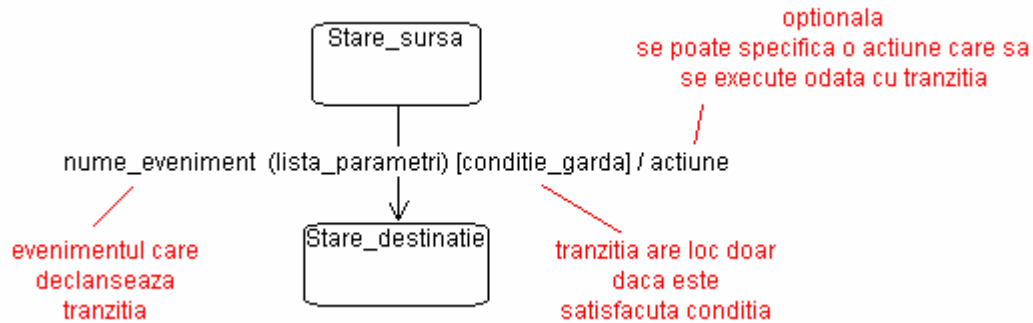 optionala
se poate specifica o actiune care sa
se execute odata cu tranzitia
Stare_sursa
nume_eveniment (lista_parametri) [conditie_garda] / actiune
Stare_destinatie
evenimentul care
declanseaza
tranzitia
tranzitia are loc doar
daca este
satisfacuta conditia